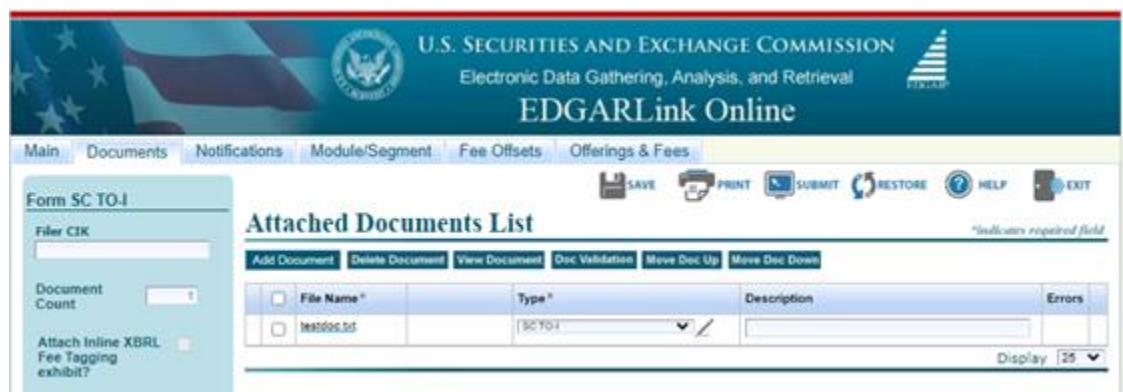 U.S. SECURITIES AND EXCHANGE COMMISSION
Electronic Data Gathering, Analysis, and Retrieval
EDGARLink Online
EDGAR
Main Documents Notifications Module/Segment Fee Offsets Offerings & Fees
SAVE PRINT SUBMIT RESTORE HELP EXIT
Form SC TO-I
Attached Documents List
*indicates required field
Filer CIK
Add Document Delete Document View Document Doc Validation Move Doc Up Move Doc Down
Document Count 1
File Name* Type* Description Errors
testdoc.txt SC TO-I
Attach Inline XBRL
Fee Tagging
exhibit?
Display 25